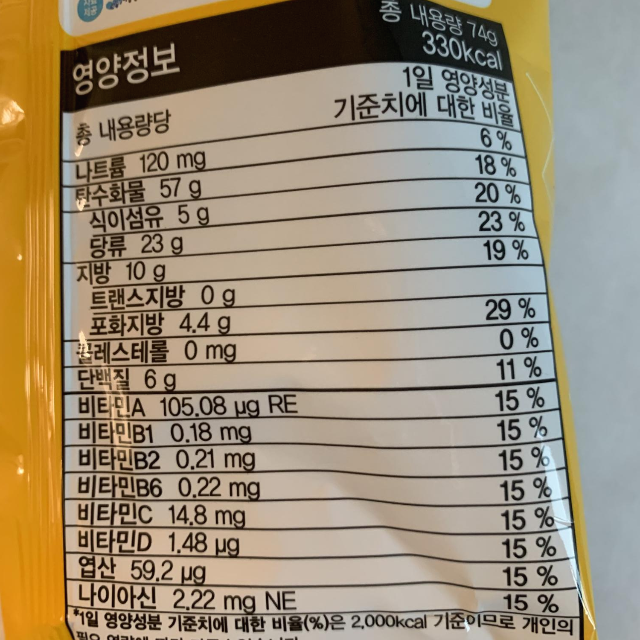 총 내용량 74g
330kcal
영양정보
1일 영양성분
기준치에 대한 비율
총 내용량당
나트륨 120 mg 6 %
탄수화물 57 g 18 %
식이섬유 5 g 20 %
당류 23 g 23 %
지방 10 g 19 %
트랜스지방 0 g
포화지방 4.4 g 29 %
콜레스테롤 0 mg 0 %
단백질 6 g 11 %
비타민A 105.08 µg RE 15 %
비타민B1 0.18 mg 15 %
비타민B2 0.21 mg 15 %
비타민B6 0.22 mg 15 %
비타민C 14.8 mg 15 %
비타민D 1.48 µg 15 %
엽산 59.2 µg 15 %
나이아신 2.22 mg NE 15 %
*1일 영양성분 기준치에 대한 비율(%)은 2,000kcal 기준이므로 개인의